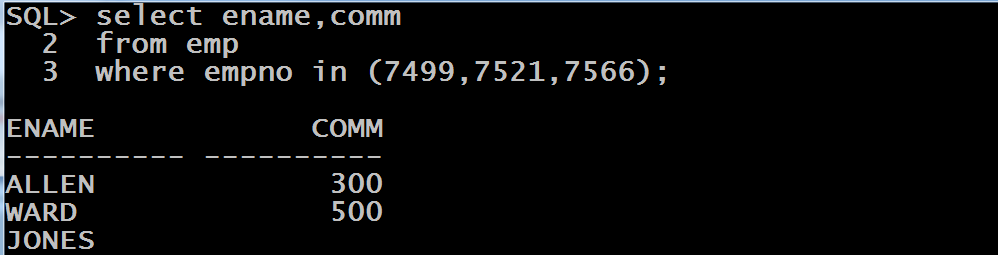 SQL> select ename,comm
  2  from emp
  3  where empno in (7499,7521,7566);
ENAME            COMM
---------- ----------
ALLEN             300
WARD              500
JONES